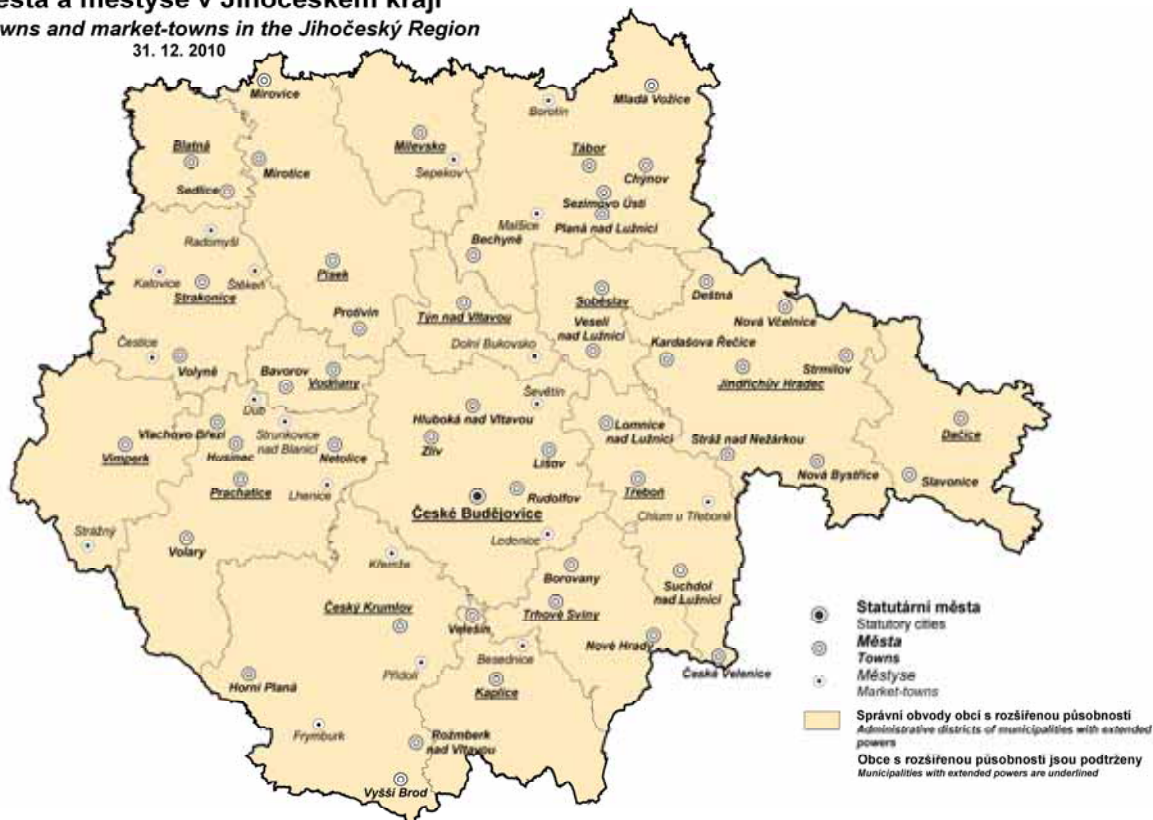 města a městyse v Jihočeském kraji
wns and market-towns in the Jihočeský Region
31. 12. 2010
Mirovice
Mladá Vožice
Borotín
Blatná
Milevsko
Tábor
Mirotice
Sepekov
Chýnov
Sedlice
Sezimovo Ústí
Malšice
Planá nad Lužnicí
Radomyšl
Bechyně
Písek
Katovice
Štěkeň
Strakonice
Soběslav
Deštná
Protivín
Týn nad Vltavou
Veselí
nad Lužnicí
Nová Včelnice
Čestice
Dolní Bukovsko
Kardašova Řečice
Volyně
Bavorov
Vodňany
Strmilov
Jindřichův Hradec
Ševětín
Dub
Hluboká nad Vltavou
Lomnice
nad Lužnicí
Vlachovo Březí
Strunkovice
nad Blanicí
Stráž nad Nežárkou
Dačice
Vimperk
Husinec
Netolice
Zliv
Lišov
Nová Bystřice
Slavonice
Prachatice
Lhenice
Rudolfov
Třeboň
České Budějovice
Chlum u Třeboně
Strážný
Volary
Ledenice
Křemže
Borovany
Suchdol
nad Lužnicí
Český Krumlov
Trhové Sviny
Velešín
Nové Hrady
Besednice
Přídolí
Česká Velenice
Horní Planá
Kaplice
Frymburk
Rožmberk
nad Vltavou
Vyšší Brod
Statutární města
Statutory cities
Města
Towns
Městyse
Market-towns
Správní obvody obcí s rozšířenou působností
Administrative districts of municipalities with extended
powers
Obce s rozšířenou působností jsou podtrženy
Municipalities with extended powers are underlined